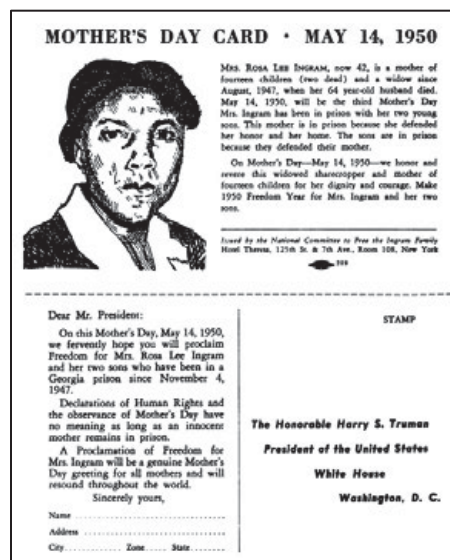 MOTHER'S DAY CARD · MAY 14, 1950
MRS. ROSA LEE INGRAM, now 42, is a mother of
fourteen children (two dead) and a widow since
August, 1947, when her 64 year-old husband died.
May 14, 1950, will be the third Mother's Day
Mrs. Ingram has been in prison with her two young
sons. This mother is in prison because she defended
her honor and her home. The sons are in prison
because they defended their mother.
On Mother's Day—May 14, 1950—we honor and
revere this widowed sharecropper and mother of
fourteen children for her dignity and courage. Make
1950 Freedom Year for Mrs. Ingram and her two
sons.
Issued by the National Committee to Free the Ingram Family
Hotel Theresa, 125th St. & 7th Ave., Room 108, New York
Dear Mr. President:
On this Mother's Day, May 14, 1950,
we fervently hope you will proclaim
Freedom for Mrs. Rosa Lee Ingram
and her two sons who have been in a
Georgia prison since November 4,
1947.
Declarations of Human Rights and
the observance of Mother's Day have
no meaning as long as an innocent
mother remains in prison.
A Proclamation of Freedom for
Mrs. Ingram will be a genuine Mother's
Day greeting for all mothers and will
resound throughout the world.
Sincerely yours,
Name
Address
City Zone State
STAMP
The Honorable Harry S. Truman
President of the United States
White House
Washington, D. C.